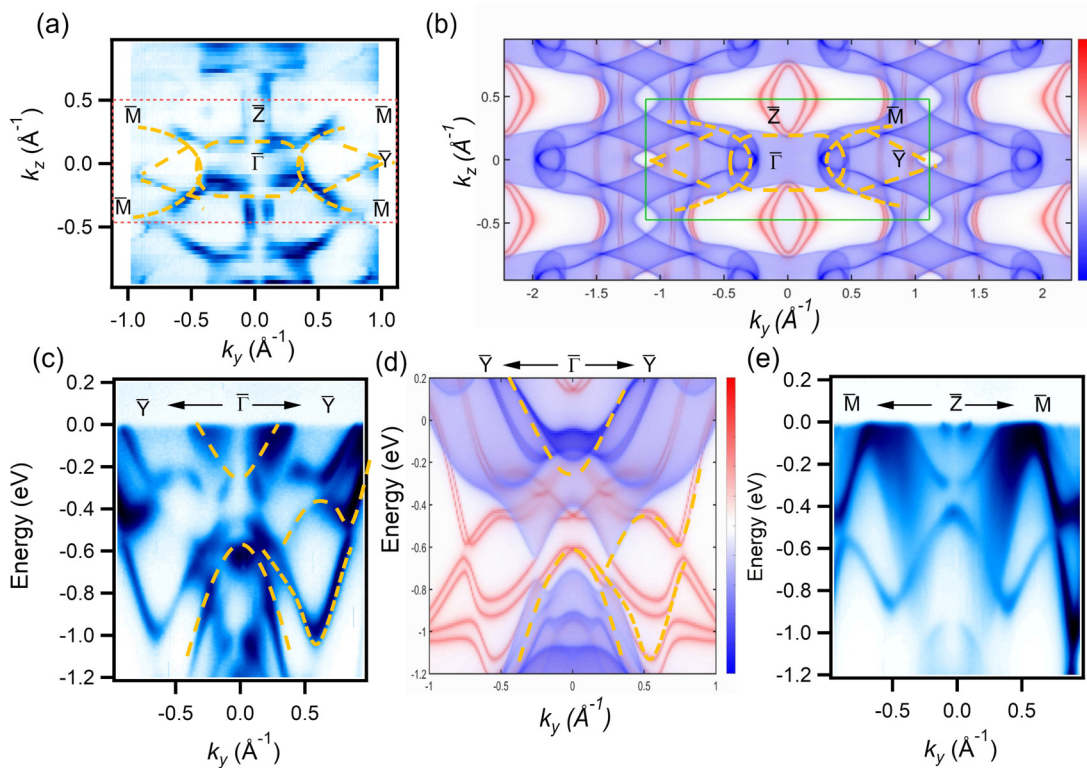 (a)
(b)
0.5
0.0
-0.5
k_z (Å⁻¹)
M̄ Z̄ M̄
Γ̄ Ȳ
M̄ M̄
-1.0 -0.5 0.0 0.5 1.0
k_y (Å⁻¹)
0.5
0
-0.5
k_z (Å⁻¹)
Z̄ M̄
Γ̄ Ȳ
-2 -1.5 -1 -0.5 0 0.5 1 1.5 2
k_y (Å⁻¹)
(c)
Ȳ Γ̄ Ȳ
0.2
0.0
-0.2
-0.4
-0.6
-0.8
-1.0
-1.2
Energy (eV)
-0.5 0.0 0.5
k_y (Å⁻¹)
(d)
Ȳ Γ̄ Ȳ
0.2
0
-0.2
-0.4
-0.6
-0.8
-1
-1.2
Energy (eV)
-1 -0.5 0 0.5 1
k_y (Å⁻¹)
(e)
M̄ Z̄ M̄
0.2
0.0
-0.2
-0.4
-0.6
-0.8
-1.0
-1.2
Energy (eV)
-0.5 0.0 0.5
k_y (Å⁻¹)